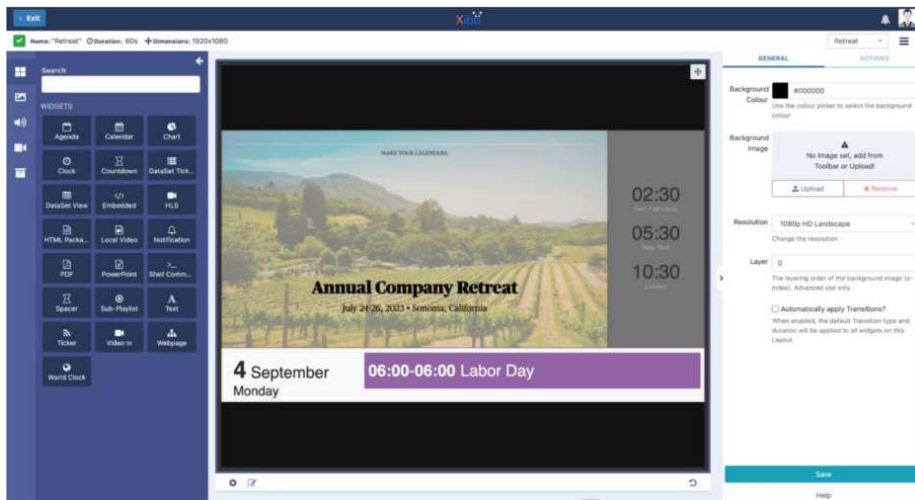 Exit
Xibo
Name: "Retreat" Duration: 60s Dimensions: 1920x1080
Retreat
Search
WIDGETS
Agenda Calendar Chart
Clock Countdown DataSet Tick...
DataSet View Embedded HLS
HTML Packa... Local Video Notification
PDF PowerPoint Shell Comm...
Spacer Sub-Playlist Text
Ticker Video In Webpage
World Clock
MARK YOUR CALENDARS
Annual Company Retreat
July 24-26, 2023 • Sonoma, California
02:30
San Francisco
05:30
New York
10:30
London
4 September
Monday
06:00-06:00 Labor Day
GENERAL ACTIONS
Background Colour
#000000
Use the colour picker to select the background
colour
Background Image
No Image set, add from
Toolbar or Upload!
Upload Remove
Resolution 1080p HD Landscape
Change the resolution
Layer 0
The layering order of the background image (z-
index). Advanced use only.
Automatically apply Transitions?
When enabled, the default Transition type and
duration will be applied to all widgets on this
Layout.
Save
Help